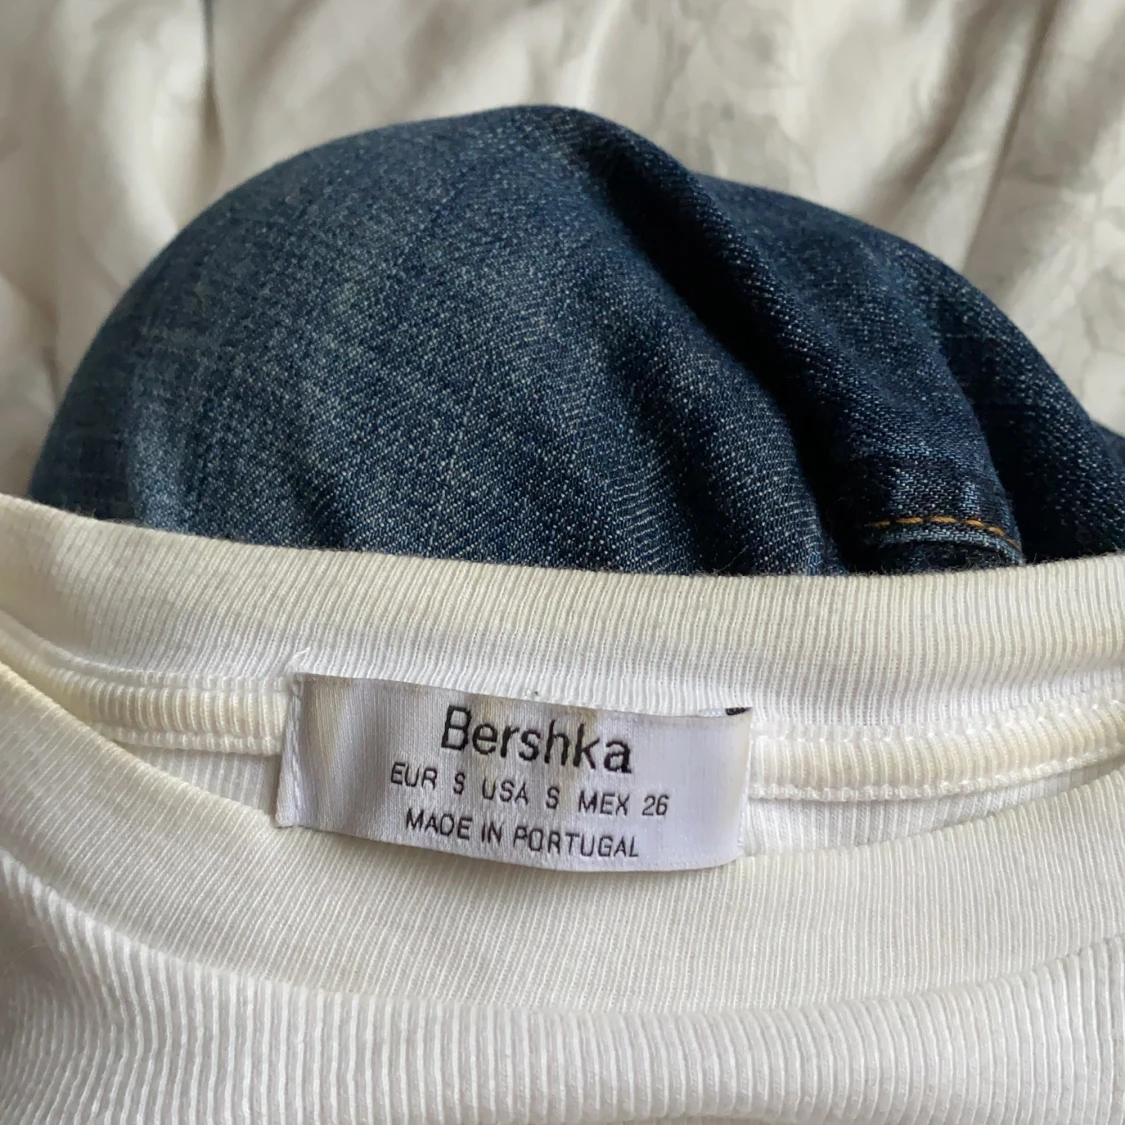 Bershka
EUR S USA S MEX 26
MADE IN PORTUGAL